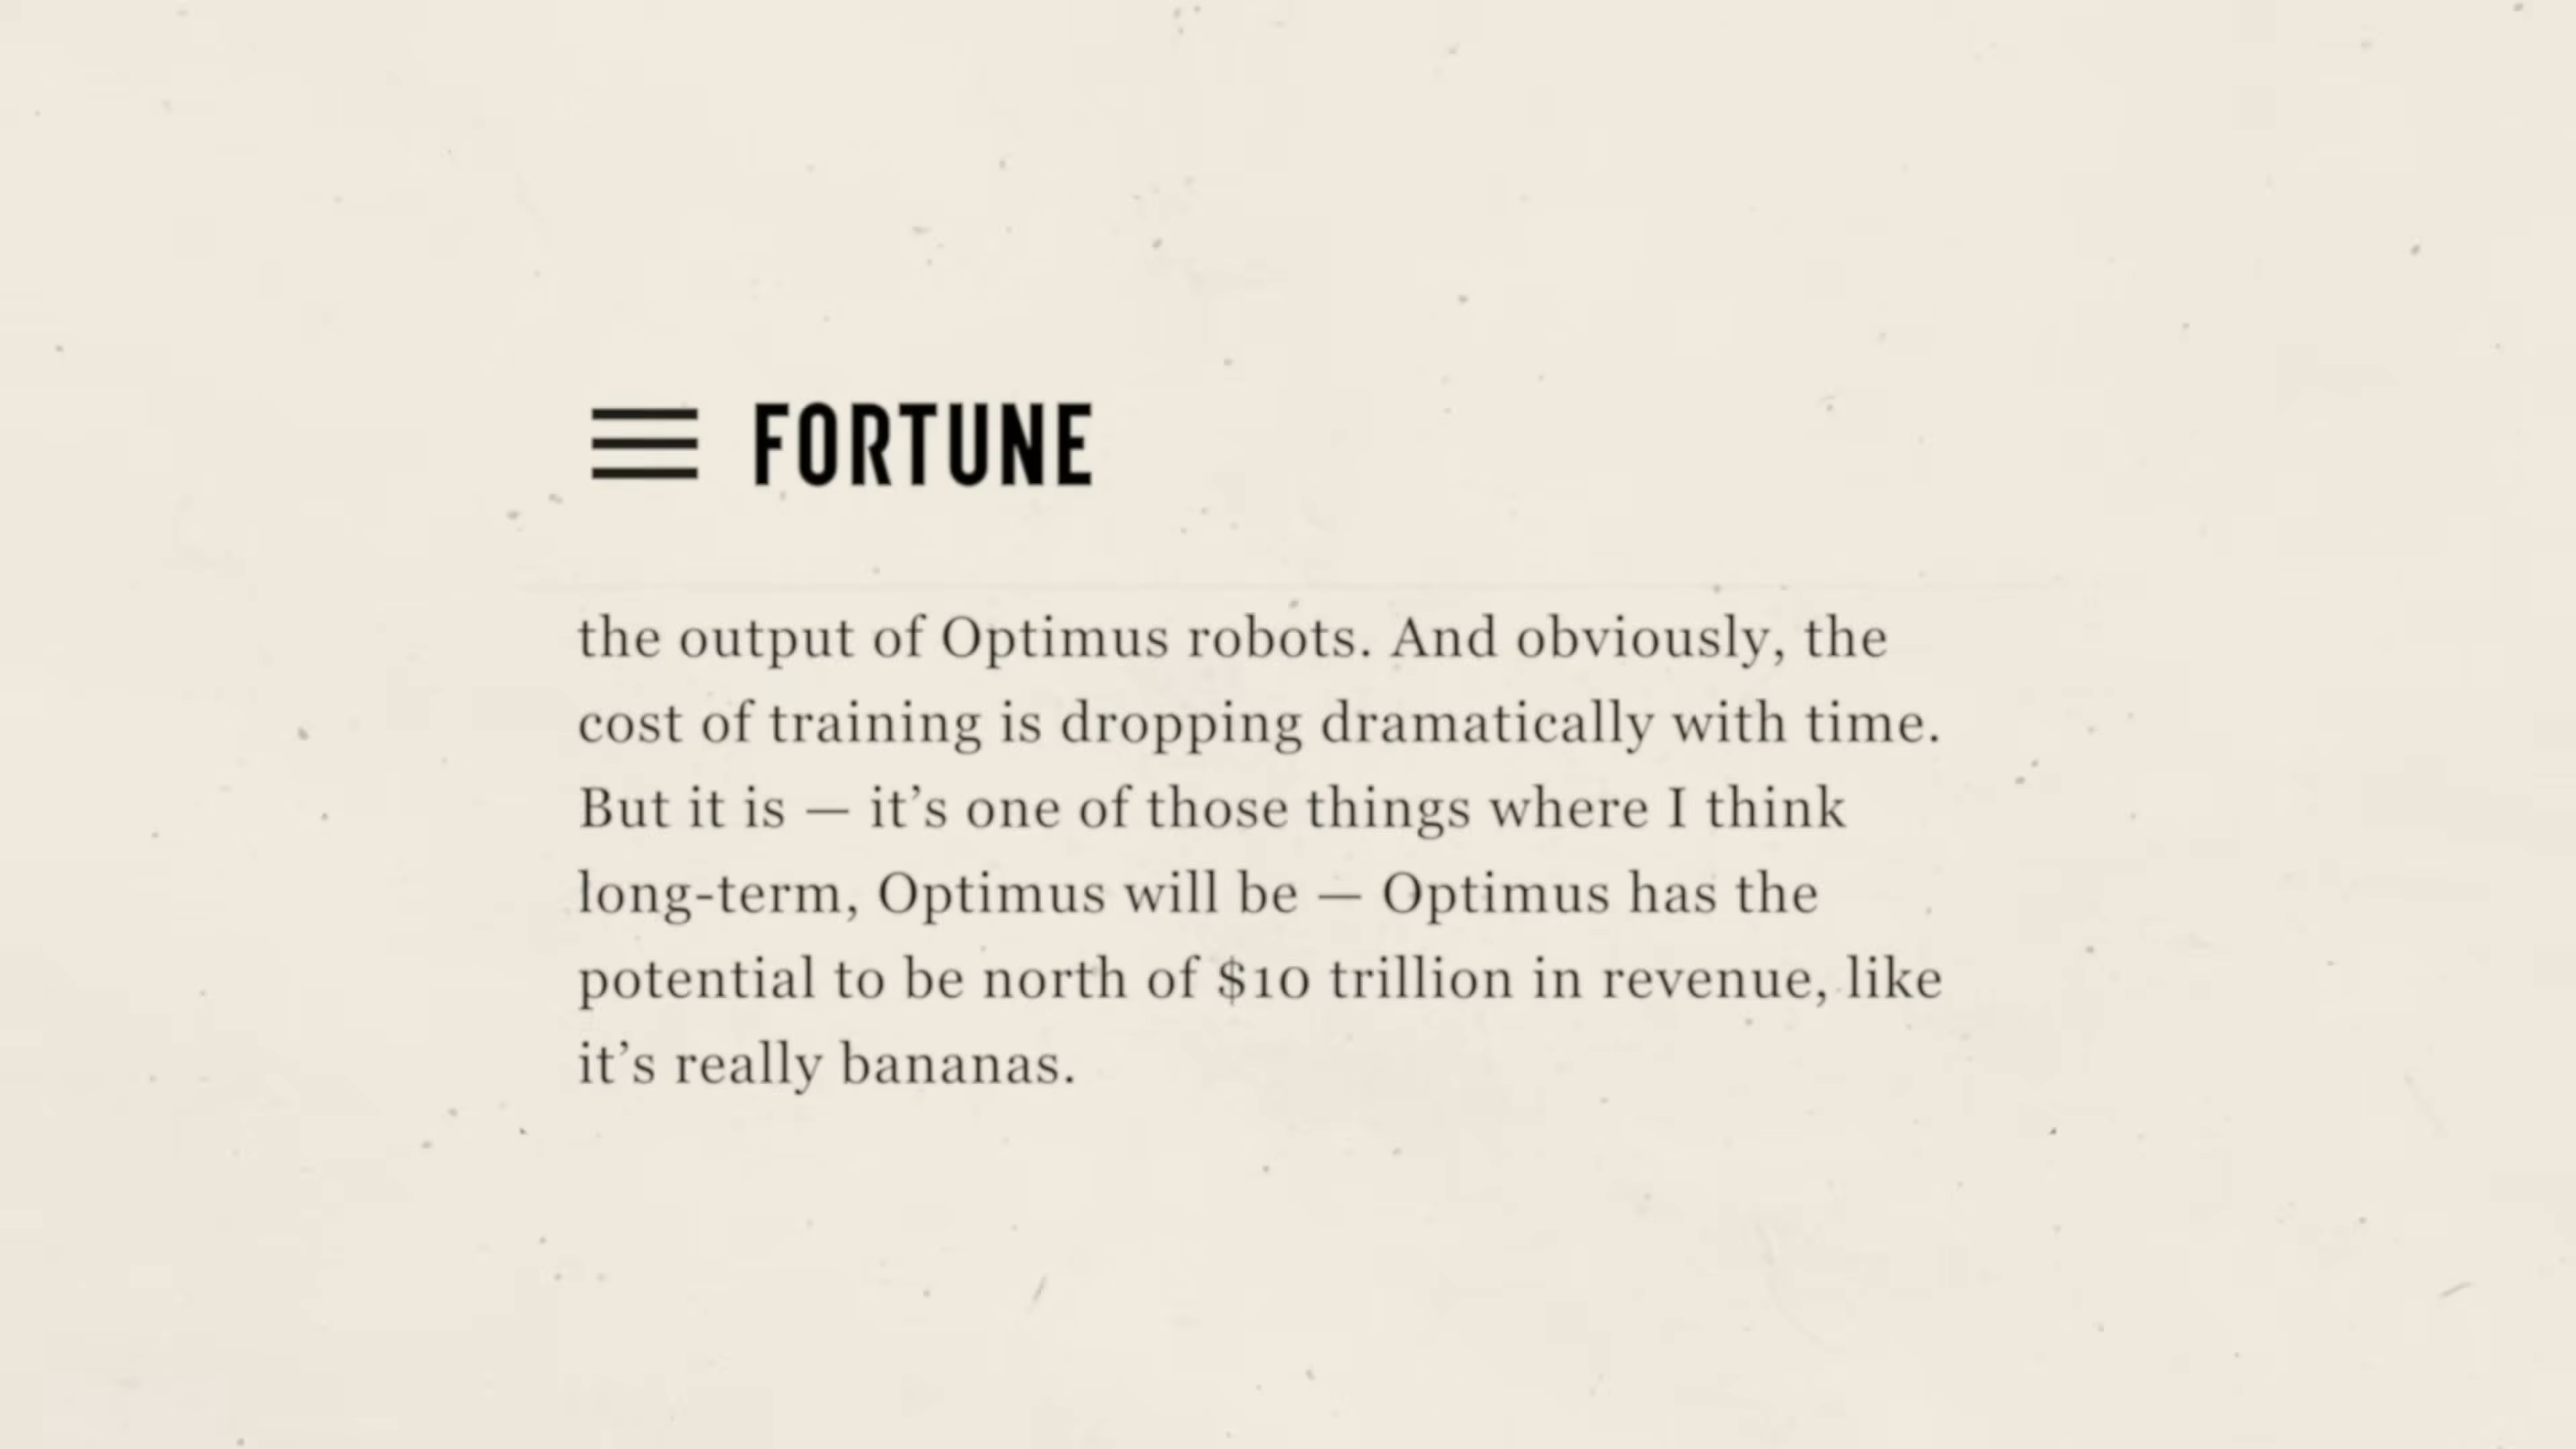 FORTUNE
the output of Optimus robots. And obviously, the
cost of training is dropping dramatically with time.
But it is — it’s one of those things where I think
long-term, Optimus will be — Optimus has the
potential to be north of $10 trillion in revenue, like
it’s really bananas.